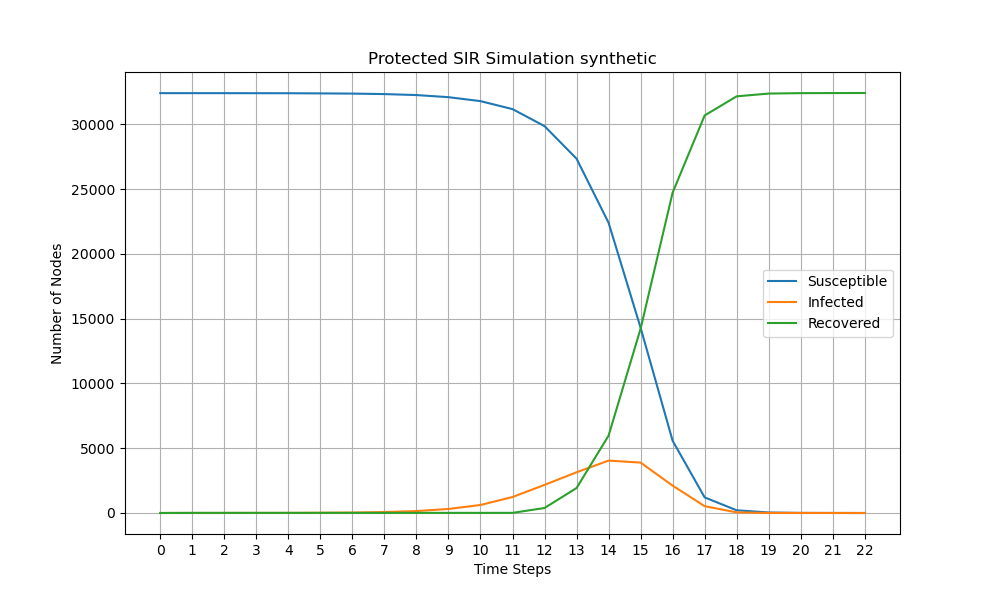 Protected SIR Simulation synthetic
Number of Nodes
30000
25000
20000
15000
10000
5000
0
Susceptible
Infected
Recovered
0 1 2 3 4 5 6 7 8 9 10 11 12 13 14 15 16 17 18 19 20 21 22
Time Steps